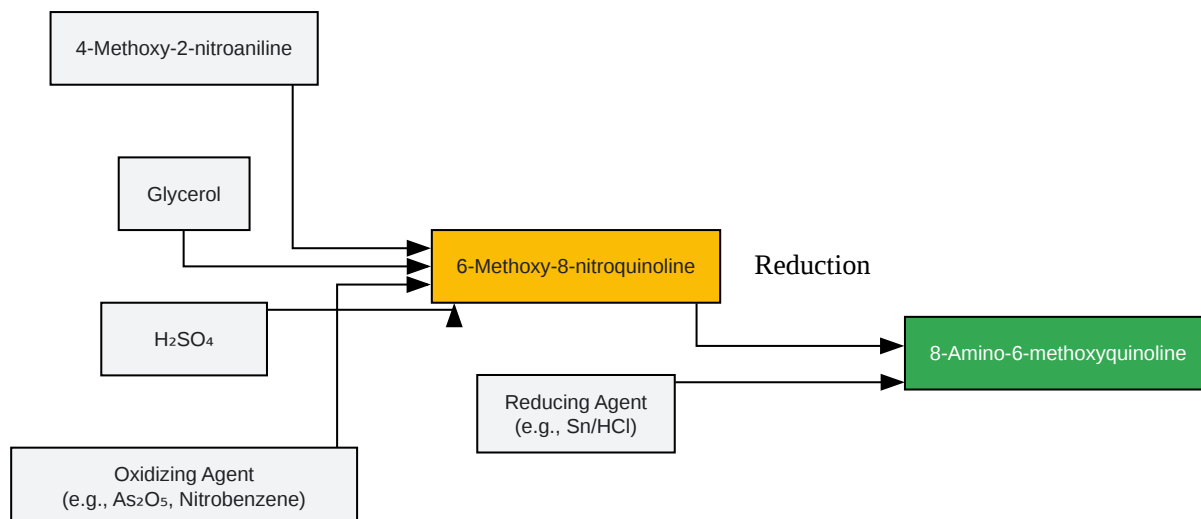 4-Methoxy-2-nitroaniline
Glycerol
6-Methoxy-8-nitroquinoline
Reduction
H₂SO₄
8-Amino-6-methoxyquinoline
Reducing Agent
(e.g., Sn/HCl)
Oxidizing Agent
(e.g., As₂O₅, Nitrobenzene)